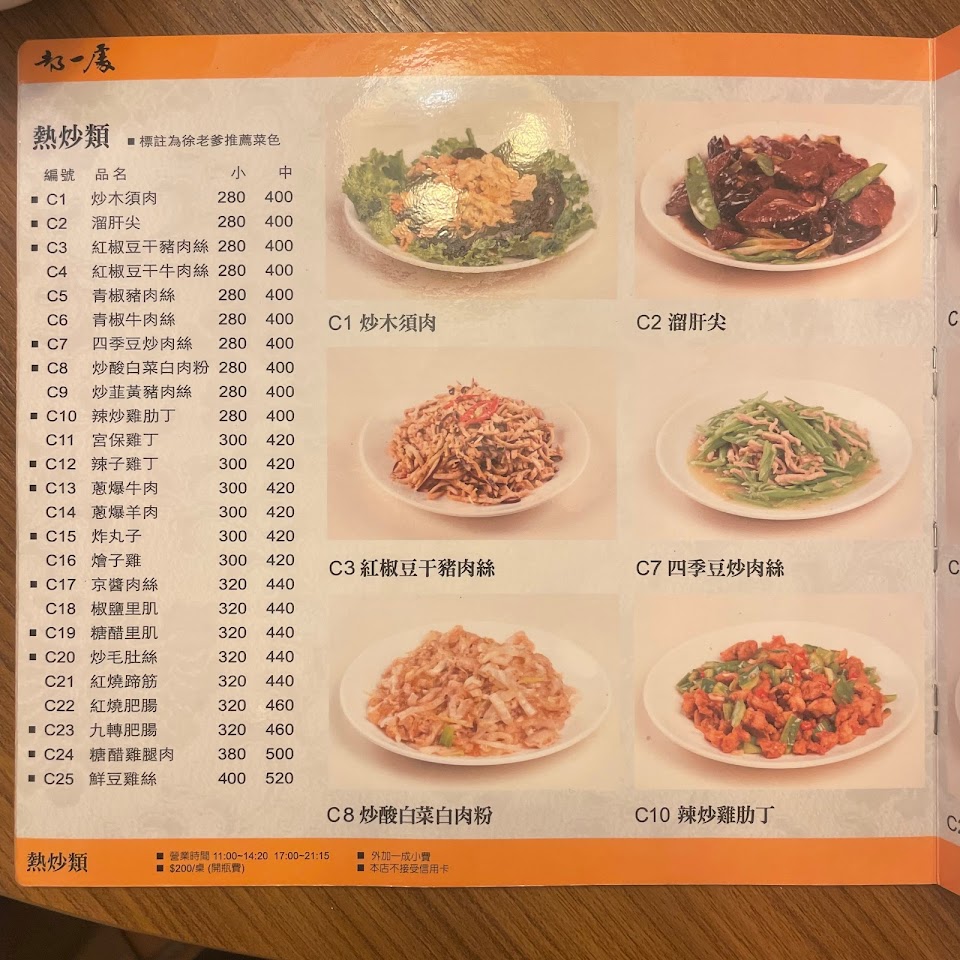 都一處
熱炒類 ■ 標註為徐老爹推薦菜色
編號 品名 小 中
■ C1 炒木須肉 280 400
■ C2 溜肝尖 280 400
■ C3 紅椒豆干豬肉絲 280 400
C4 紅椒豆干牛肉絲 280 400
C5 青椒豬肉絲 280 400
C6 青椒牛肉絲 280 400
■ C7 四季豆炒肉絲 280 400
■ C8 炒酸白菜白肉粉 280 400
C9 炒韮黃豬肉絲 280 400
■ C10 辣炒雞肋丁 280 400
C11 宮保雞丁 300 420
■ C12 辣子雞丁 300 420
■ C13 蔥爆牛肉 300 420
C14 蔥爆羊肉 300 420
■ C15 炸丸子 300 420
C16 燴子雞 300 420
■ C17 京醬肉絲 320 440
C18 椒鹽里肌 320 440
■ C19 糖醋里肌 320 440
■ C20 炒毛肚絲 320 440
C21 紅燒蹄筋 320 440
C22 紅燒肥腸 320 460
■ C23 九轉肥腸 320 460
■ C24 糖醋雞腿肉 380 500
■ C25 鮮豆雞絲 400 520
C1 炒木須肉
C2 溜肝尖
C3 紅椒豆干豬肉絲
C7 四季豆炒肉絲
C8 炒酸白菜白肉粉
C10 辣炒雞肋丁
熱炒類
■ 營業時間 11:00~14:20 17:00~21:15
■ $200/桌 (開瓶費)
■ 外加一成小費
■ 本店不接受信用卡